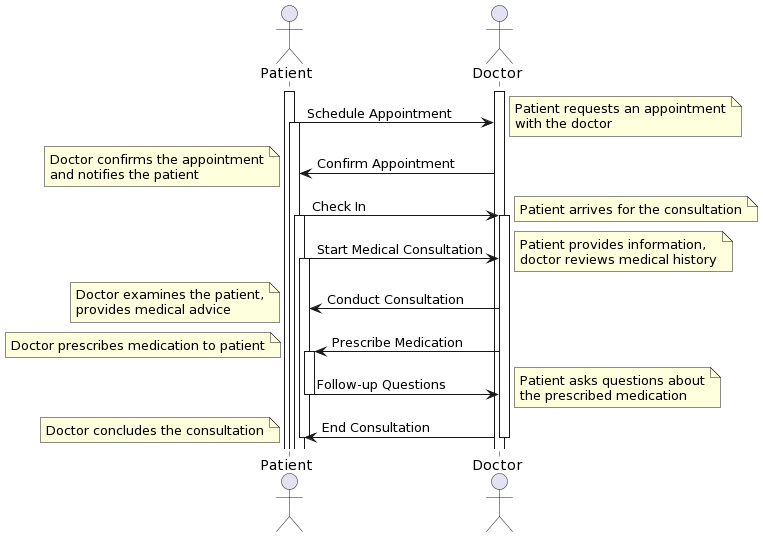 Patient
Doctor
Schedule Appointment
Patient requests an appointment
with the doctor
Doctor confirms the appointment
and notifies the patient
Confirm Appointment
Check In
Patient arrives for the consultation
Start Medical Consultation
Patient provides information,
doctor reviews medical history
Doctor examines the patient,
provides medical advice
Conduct Consultation
Doctor prescribes medication to patient
Prescribe Medication
Follow-up Questions
Patient asks questions about
the prescribed medication
Doctor concludes the consultation
End Consultation
Patient
Doctor